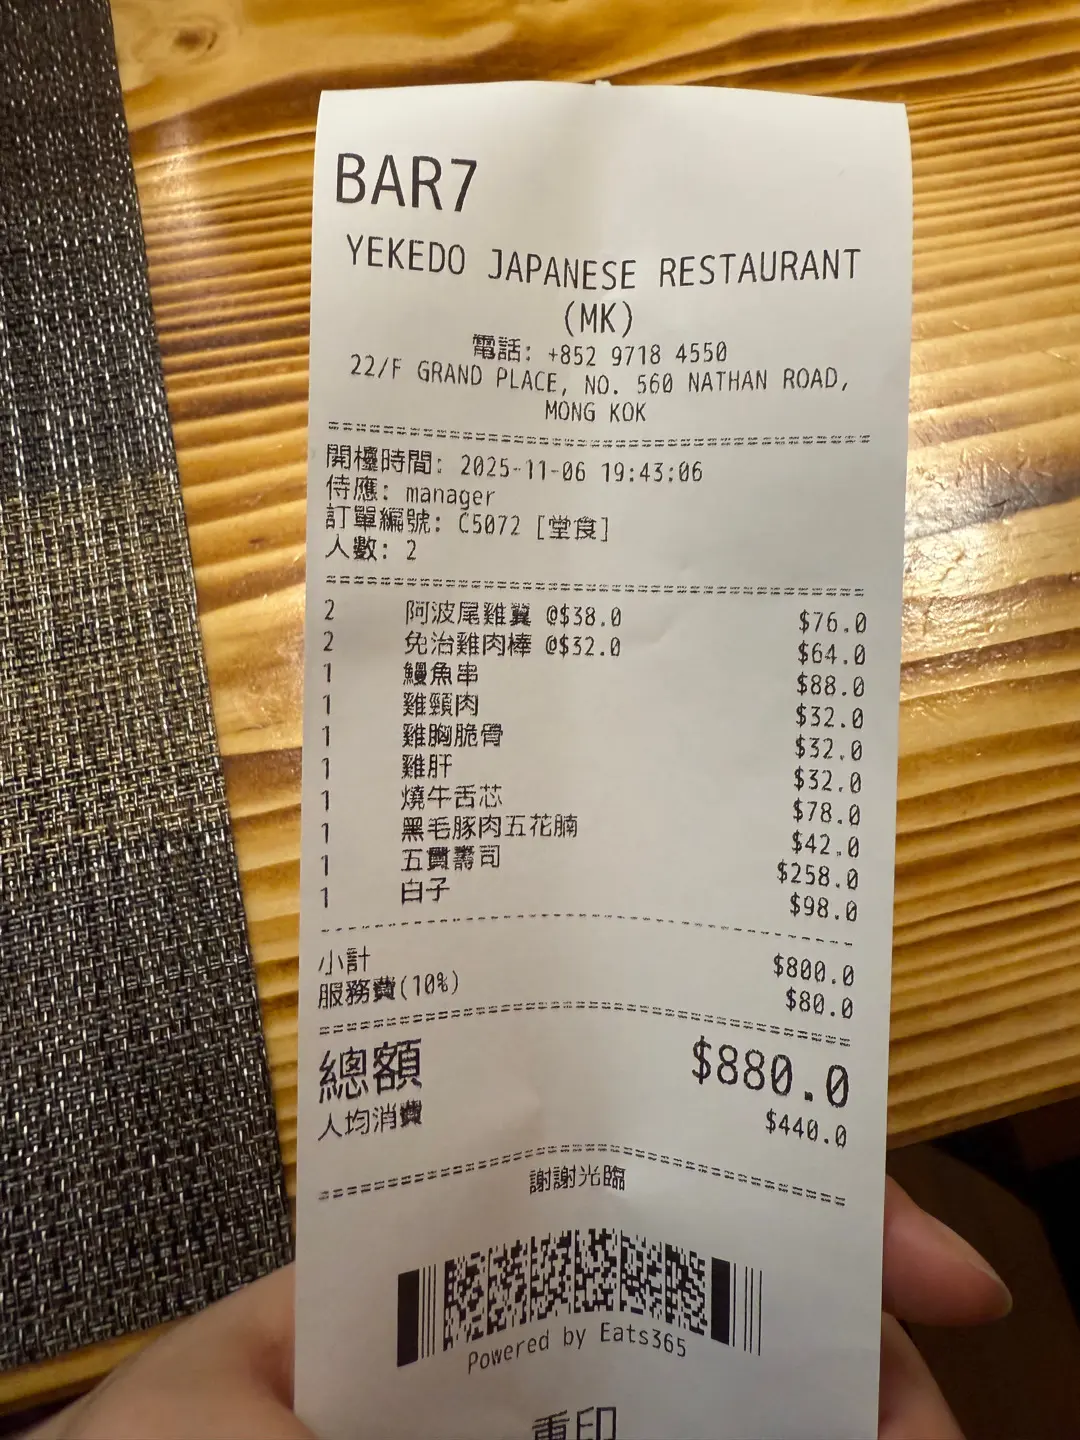 BAR7
YEKEDO JAPANESE RESTAURANT
(MK)
電話: +852 9718 4550
22/F GRAND PLACE, NO. 560 NATHAN ROAD,
MONG KOK
開檯時間: 2025-11-06 19:43:06
侍應: manager
訂單編號: C5072 [堂食]
人數: 2
2 阿波尾雞翼 @$38.0 $76.0
2 免治雞肉棒 @$32.0 $64.0
1 鰻魚串 $88.0
1 雞頸肉 $32.0
1 雞胸脆骨 $32.0
1 雞肝 $32.0
1 燒牛舌芯 $78.0
1 黑毛豚肉五花腩 $42.0
1 五貫壽司 $258.0
1 白子 $98.0
小計 $800.0
服務費(10%) $80.0
總額 $880.0
人均消費 $440.0
謝謝光臨
Powered by Eats365
重印